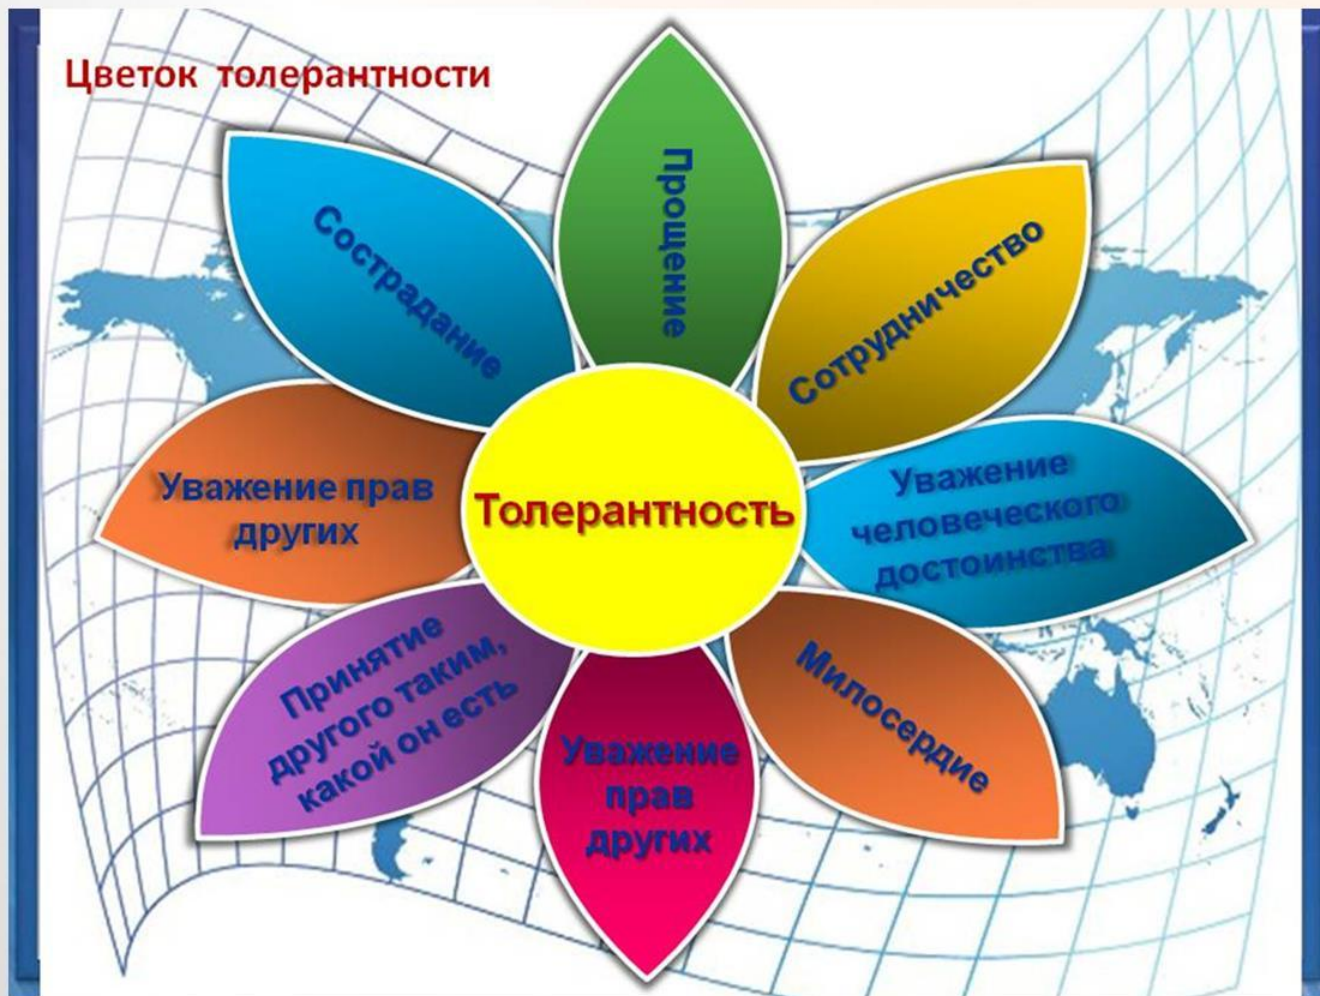 Цветок толерантности
Прощение
Сострадание
Сотрудничество
Уважение прав
других
Толерантность
Уважение
человеческого
достоинства
Принятие
другого таким,
какой он есть
Уважение
прав
других
Милосердие